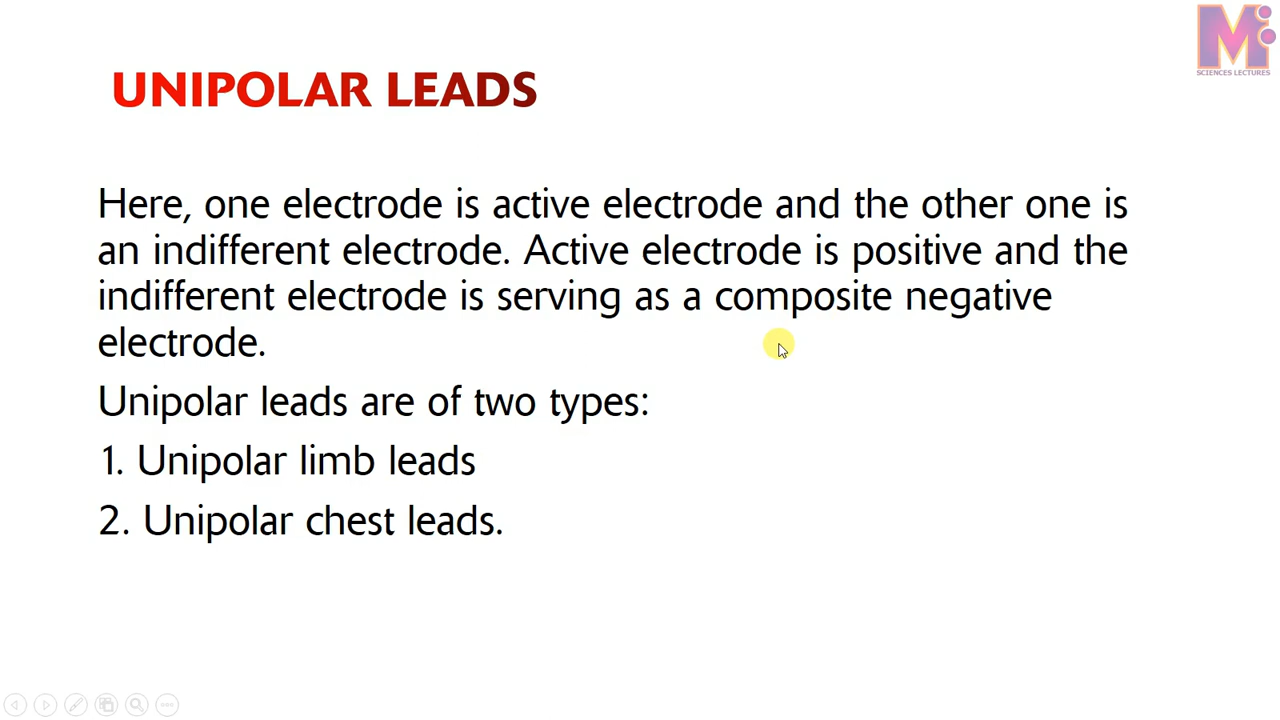 M
SCIENCES LECTURES
UNIPOLAR LEADS
Here, one electrode is active electrode and the other one is
an indifferent electrode. Active electrode is positive and the
indifferent electrode is serving as a composite negative
electrode.
Unipolar leads are of two types:
1. Unipolar limb leads
2. Unipolar chest leads.